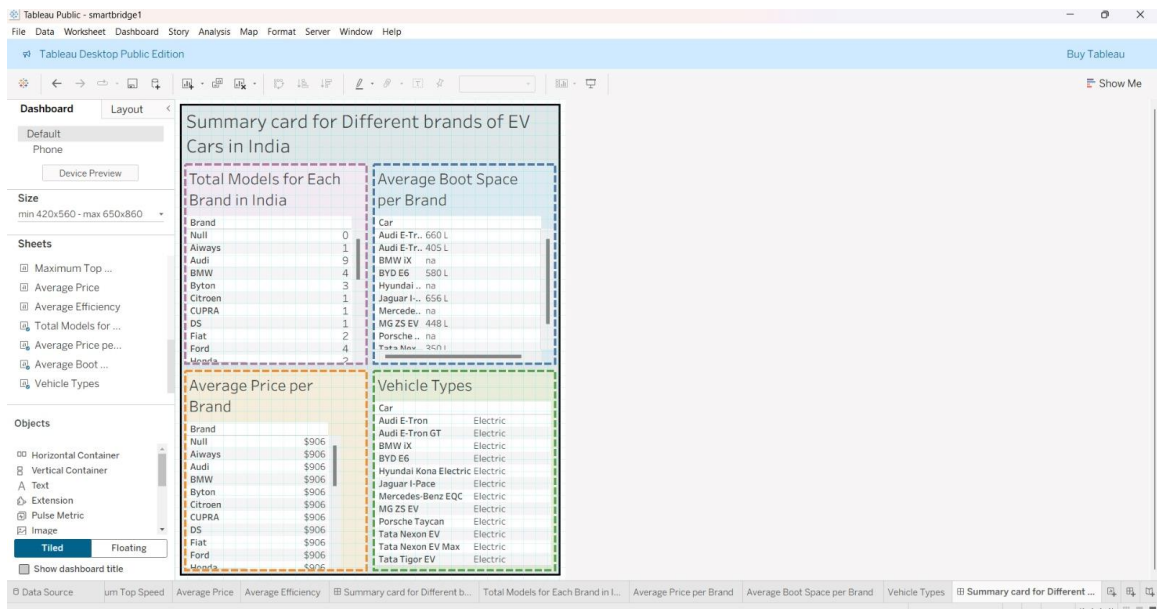 Tableau Public - smartbridge1
File Data Worksheet Dashboard Story Analysis Map Format Server Window Help
Tableau Desktop Public Edition
Buy Tableau
Show Me
Dashboard
Layout
Default
Phone
Device Preview
Size
min 420x560 - max 650x860
Sheets
Maximum Top ...
Average Price
Average Efficiency
Total Models for ...
Average Price pe...
Average Boot ...
Vehicle Types
Objects
Horizontal Container
Vertical Container
Text
Extension
Pulse Metric
Image
Tiled Floating
Show dashboard title
Summary card for Different brands of EV
Cars in India
Total Models for Each
Brand in India
Brand
Null 0
Aiways 1
Audi 9
BMW 4
Byton 3
Citroen 1
CUPRA 1
DS 1
Fiat 2
Ford 4
Honda 2
Average Boot Space
per Brand
Car
Audi E-Tr.. 660 L
Audi E-Tr.. 405 L
BMW iX na
BYD E6 580 L
Hyundai .. na
Jaguar I-.. 656 L
Mercede.. na
MG ZS EV 448 L
Porsche .. na
Tata Nex.. 350 L
Average Price per
Brand
Brand
Null $906
Aiways $906
Audi $906
BMW $906
Byton $906
Citroen $906
CUPRA $906
DS $906
Fiat $906
Ford $906
Honda $906
Vehicle Types
Car
Audi E-Tron Electric
Audi E-Tron GT Electric
BMW iX Electric
BYD E6 Electric
Hyundai Kona Electric Electric
Jaguar I-Pace Electric
Mercedes-Benz EQC Electric
MG ZS EV Electric
Porsche Taycan Electric
Tata Nexon EV Electric
Tata Nexon EV Max Electric
Tata Tigor EV Electric
Data Source um Top Speed Average Price Average Efficiency Summary card for Different b... Total Models for Each Brand in I... Average Price per Brand Average Boot Space per Brand Vehicle Types Summary card for Different ...